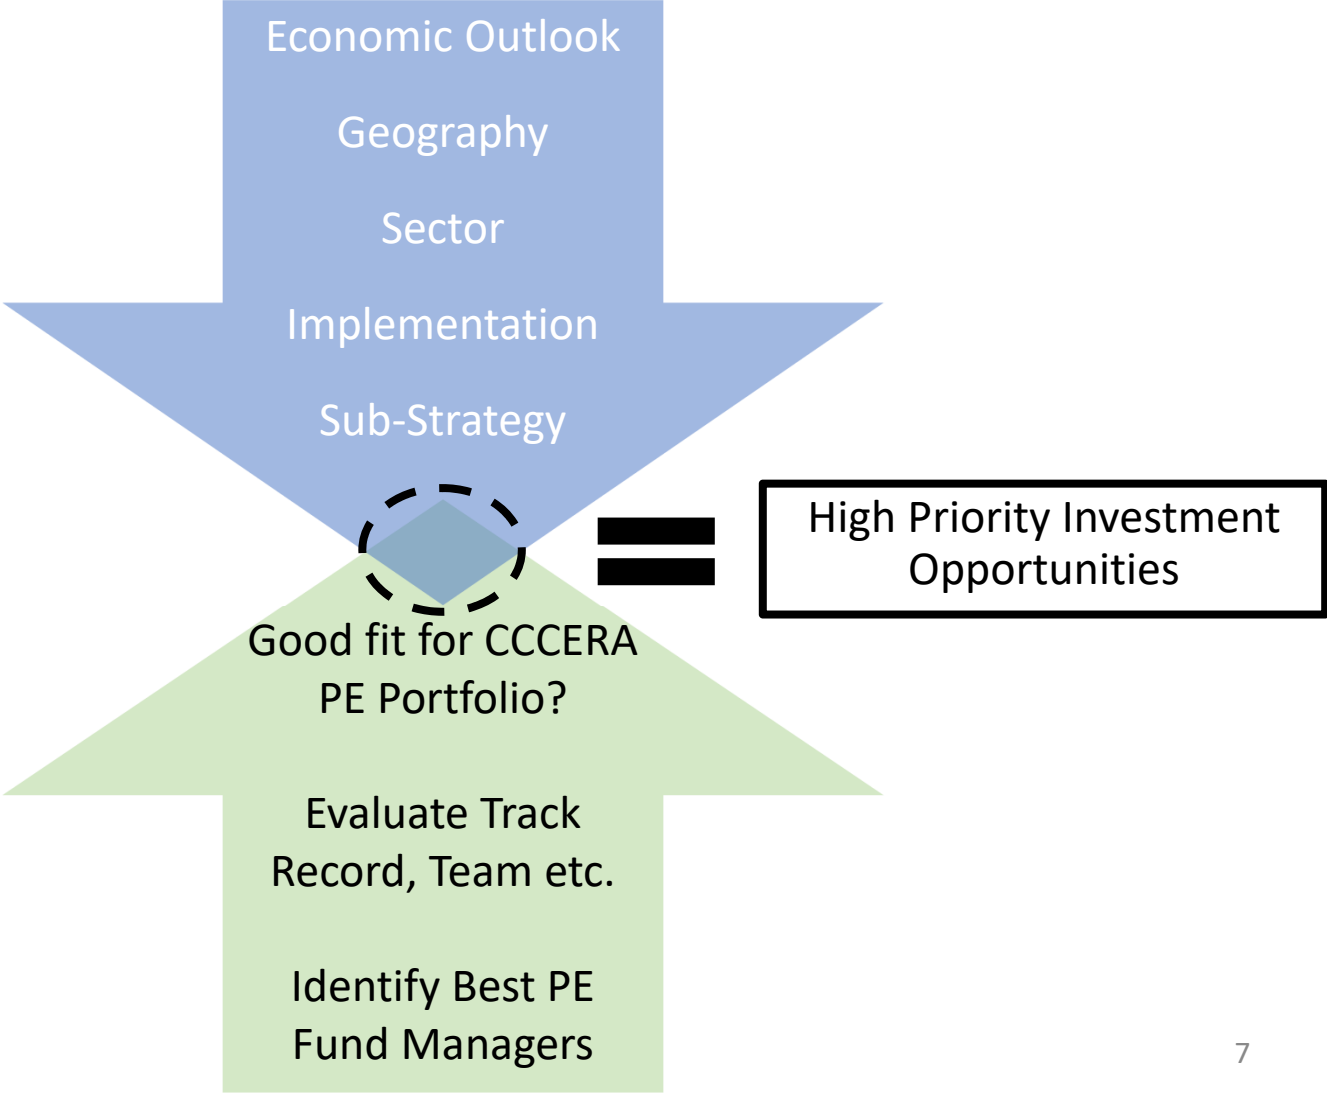 Economic Outlook
Geography
Sector
Implementation
Sub-Strategy
High Priority Investment
Opportunities
Good fit for CCCERA
PE Portfolio?
Evaluate Track
Record, Team etc.
Identify Best PE
Fund Managers
7